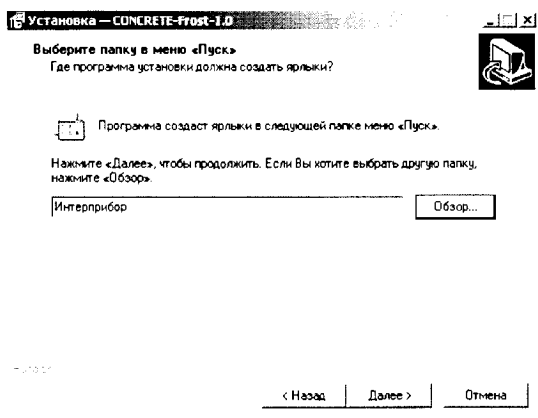 Установка — CONCRETE-Frost-1.0
Выберите папку в меню «Пуск»
Где программа установки должна создать ярлыки?
Программа создаст ярлыки в следующей папке меню «Пуск».
Нажмите «Далее», чтобы продолжить. Если Вы хотите выбрать другую папку,
нажмите «Обзор».
Интерприбор
Обзор...
< Назад
Далее >
Отмена